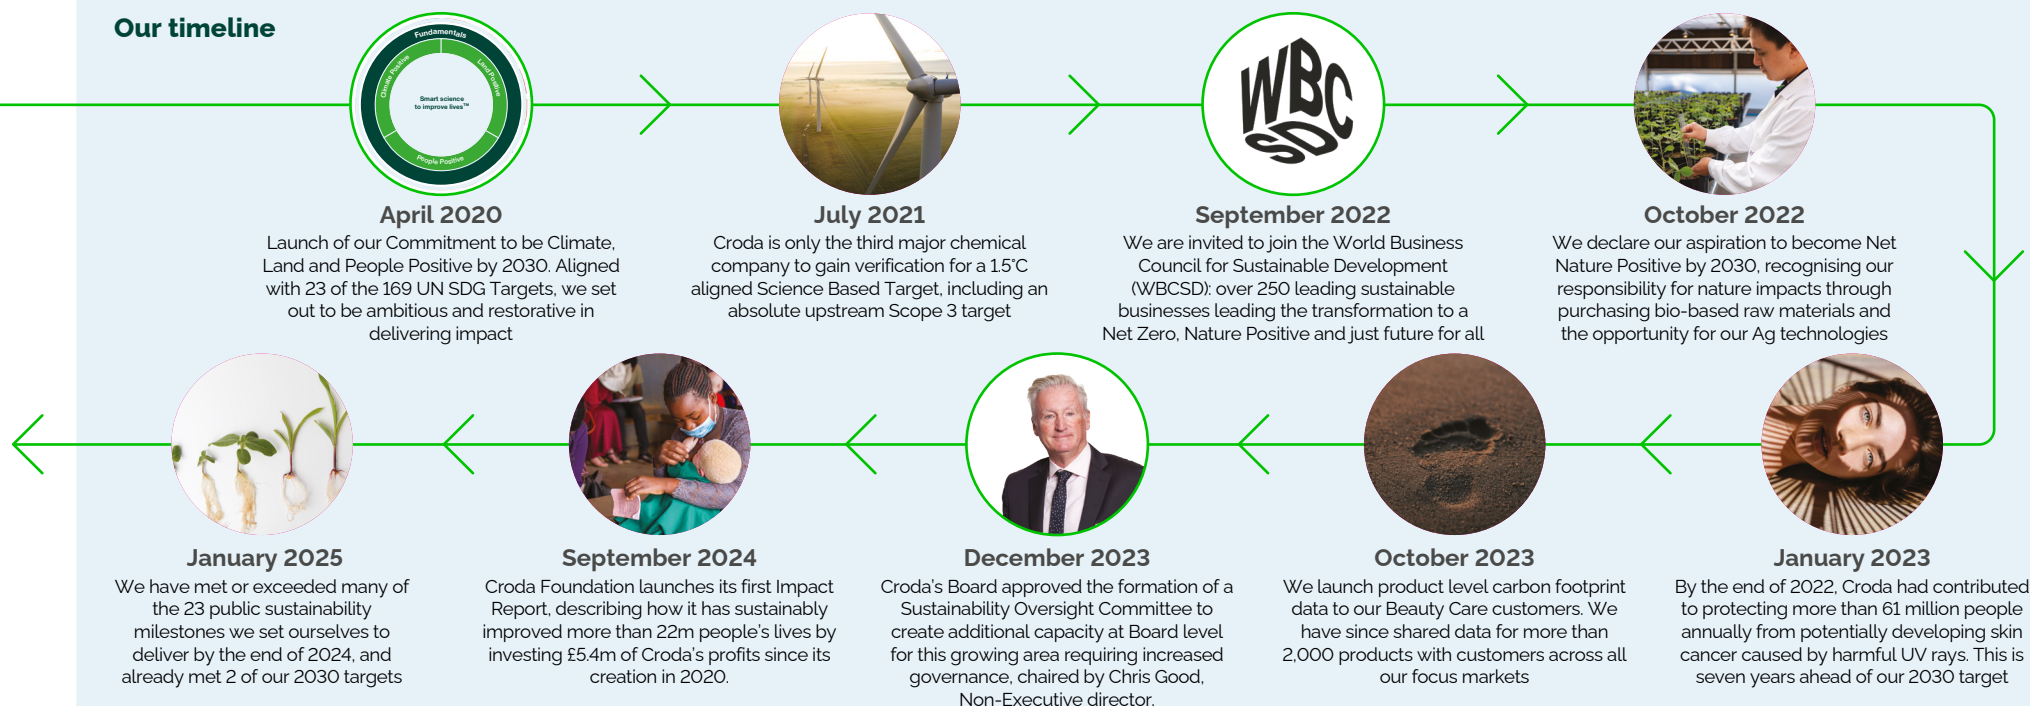 Our timeline
Fundamentals
Climate Positive
Land Positive
Smart science
to improve lives™
People Positive
WBC
SD
April 2020
Launch of our Commitment to be Climate,
Land and People Positive by 2030. Aligned
with 23 of the 169 UN SDG Targets, we set
out to be ambitious and restorative in
delivering impact
July 2021
Croda is only the third major chemical
company to gain verification for a 1.5°C
aligned Science Based Target, including an
absolute upstream Scope 3 target
September 2022
We are invited to join the World Business
Council for Sustainable Development
(WBCSD): over 250 leading sustainable
businesses leading the transformation to a
Net Zero, Nature Positive and just future for all
October 2022
We declare our aspiration to become Net
Nature Positive by 2030, recognising our
responsibility for nature impacts through
purchasing bio-based raw materials and
the opportunity for our Ag technologies
January 2023
By the end of 2022, Croda had contributed
to protecting more than 61 million people
annually from potentially developing skin
cancer caused by harmful UV rays. This is
seven years ahead of our 2030 target
October 2023
We launch product level carbon footprint
data to our Beauty Care customers. We
have since shared data for more than
2,000 products with customers across all
our focus markets
December 2023
Croda's Board approved the formation of a
Sustainability Oversight Committee to
create additional capacity at Board level
for this growing area requiring increased
governance, chaired by Chris Good,
Non-Executive director.
September 2024
Croda Foundation launches its first Impact
Report, describing how it has sustainably
improved more than 22m people's lives by
investing £5.4m of Croda's profits since its
creation in 2020.
January 2025
We have met or exceeded many of
the 23 public sustainability
milestones we set ourselves to
deliver by the end of 2024, and
already met 2 of our 2030 targets